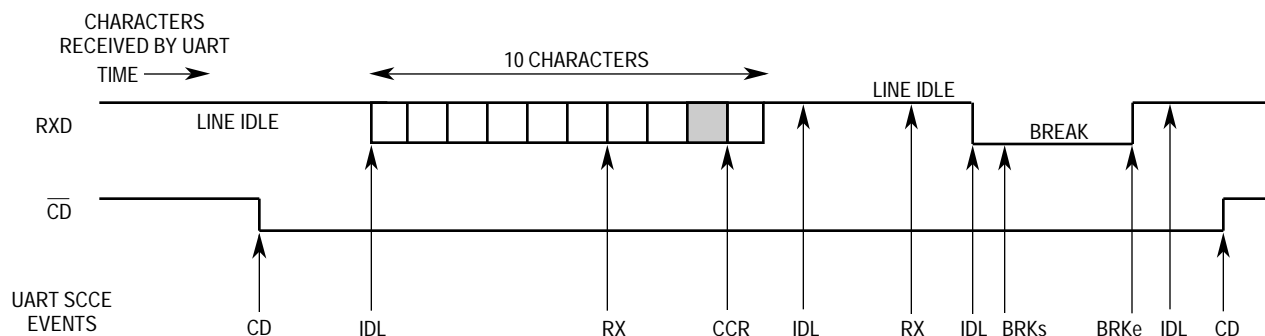 CHARACTERS
RECEIVED BY UART
TIME
10 CHARACTERS
RXD
LINE IDLE
LINE IDLE
BREAK
CD
UART SCCE
EVENTS
CD
IDL
RX
CCR
IDL
RX
IDL
BRKs
BRKe
IDL
CD